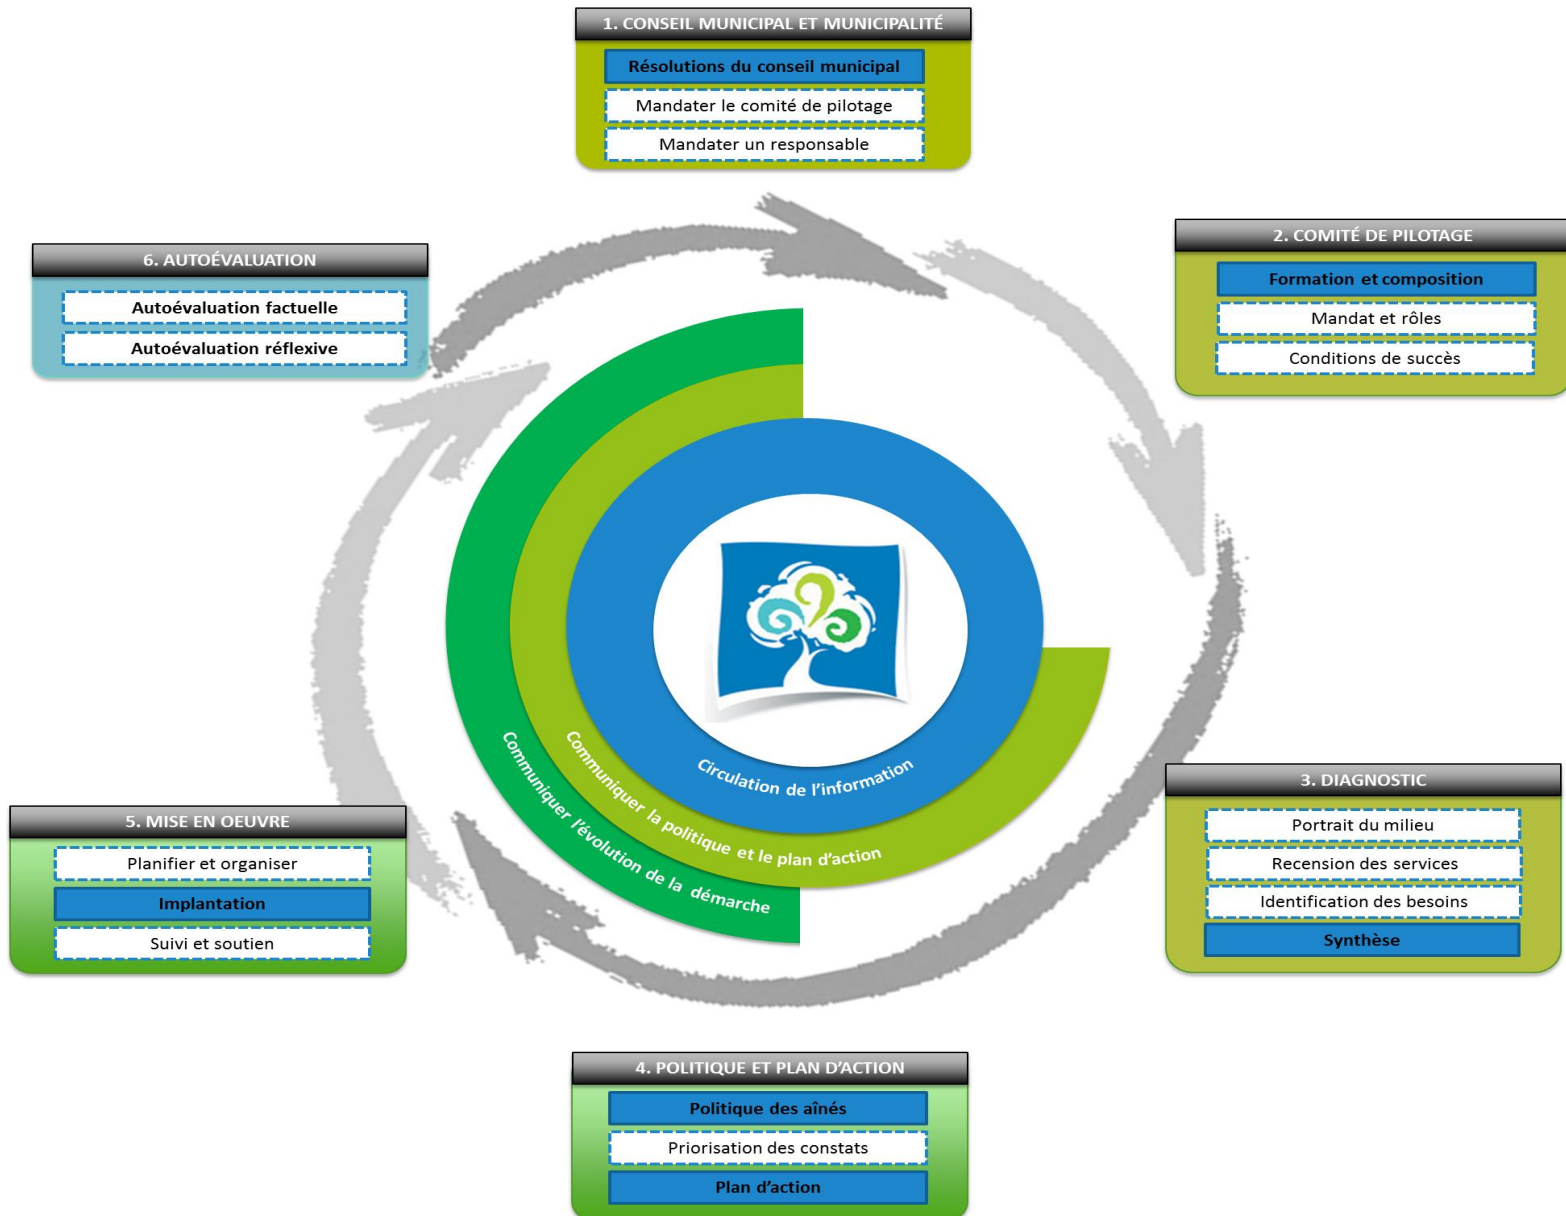 1. CONSEIL MUNICIPAL ET MUNICIPALITÉ
Résolutions du conseil municipal
Mandater le comité de pilotage
Mandater un responsable
2. COMITÉ DE PILOTAGE
Formation et composition
Mandat et rôles
Conditions de succès
3. DIAGNOSTIC
Portrait du milieu
Recension des services
Identification des besoins
Synthèse
4. POLITIQUE ET PLAN D’ACTION
Politique des aînés
Priorisation des constats
Plan d’action
5. MISE EN OEUVRE
Planifier et organiser
Implantation
Suivi et soutien
6. AUTOÉVALUATION
Autoévaluation factuelle
Autoévaluation réflexive
Circulation de l’information
Communiquer la politique et le plan d’action
Communiquer l’évolution de la démarche